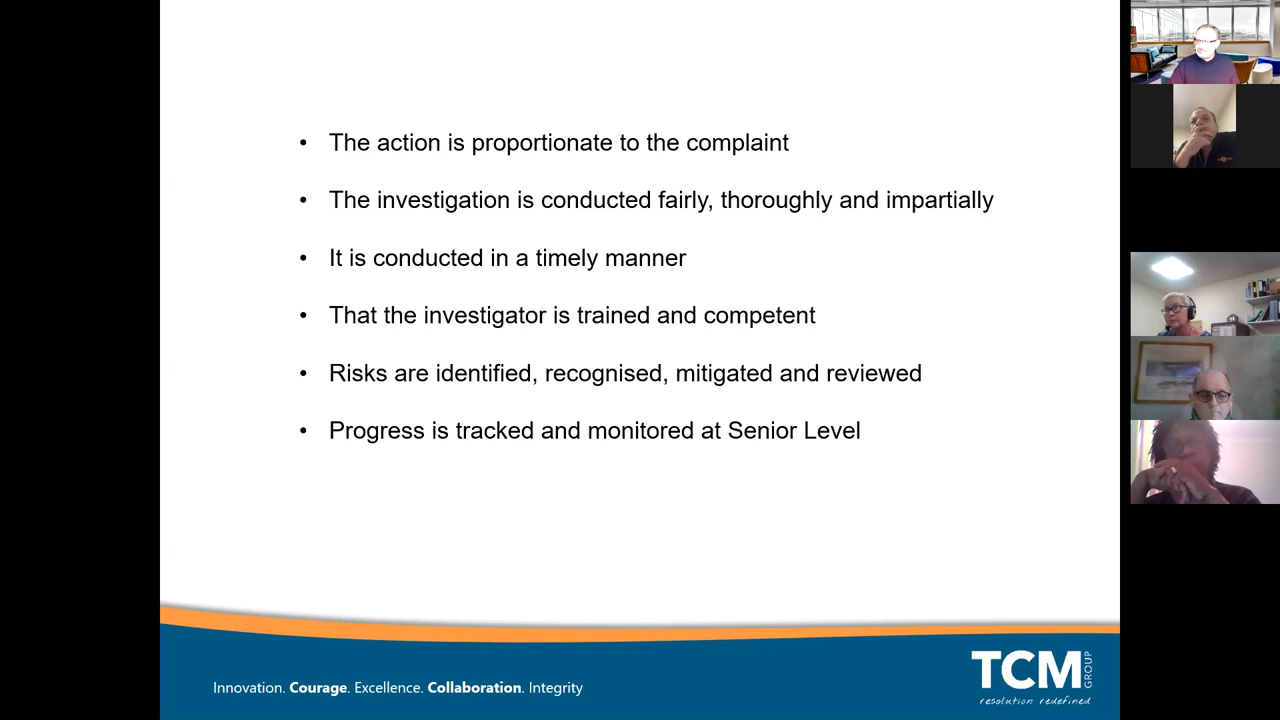 • The action is proportionate to the complaint
• The investigation is conducted fairly, thoroughly and impartially
• It is conducted in a timely manner
• That the investigator is trained and competent
• Risks are identified, recognised, mitigated and reviewed
• Progress is tracked and monitored at Senior Level
Innovation. Courage. Excellence. Collaboration. Integrity
TCM GROUP
resolution redefined